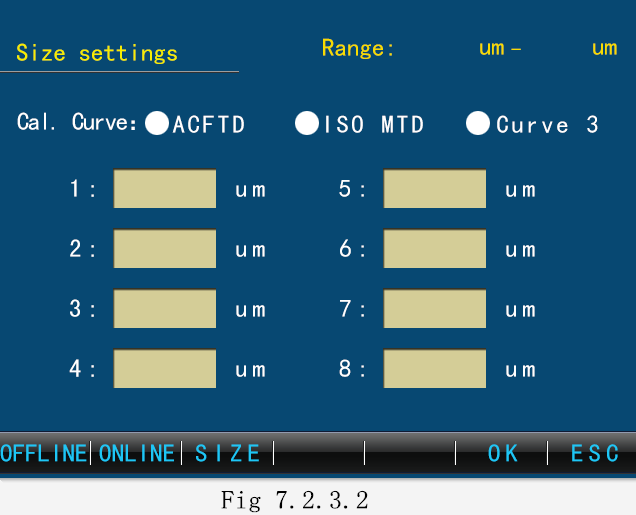 Size settings Range: um – um
Cal. Curve: ACFTD ISO MTD Curve 3
1: um 5: um
2: um 6: um
3: um 7: um
4: um 8: um
OFFLINE ONLINE SIZE OK ESC
Fig 7.2.3.2